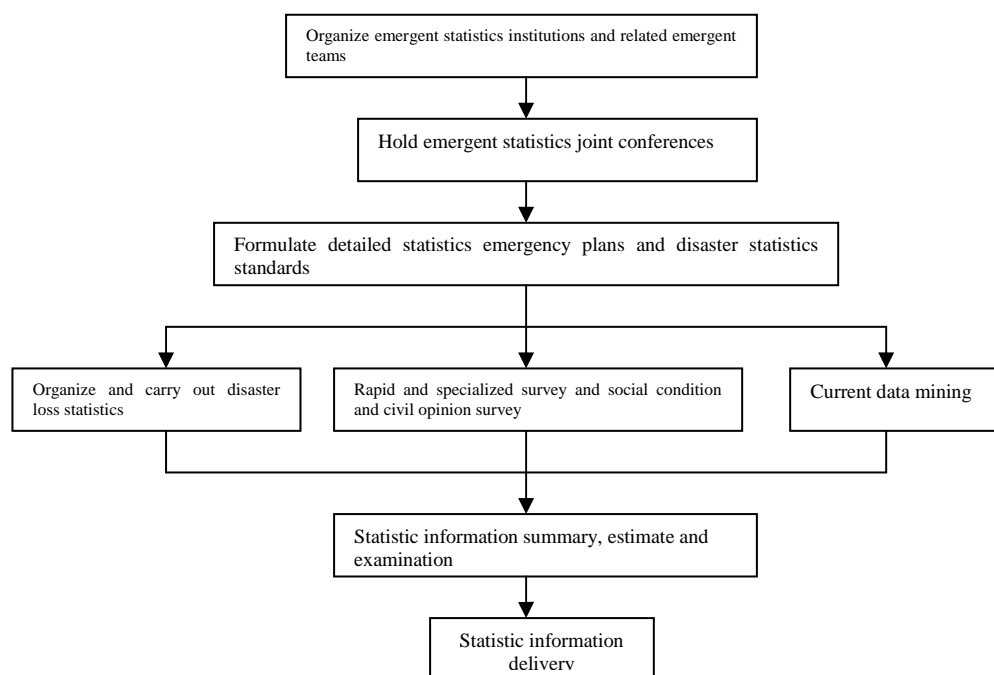 Organize emergent statistics institutions and related emergent
teams
Hold emergent statistics joint conferences
Formulate detailed statistics emergency plans and disaster statistics
standards
Organize and carry out disaster
loss statistics
Rapid and specialized survey and social condition
and civil opinion survey
Current data mining
Statistic information summary, estimate and
examination
Statistic information
delivery